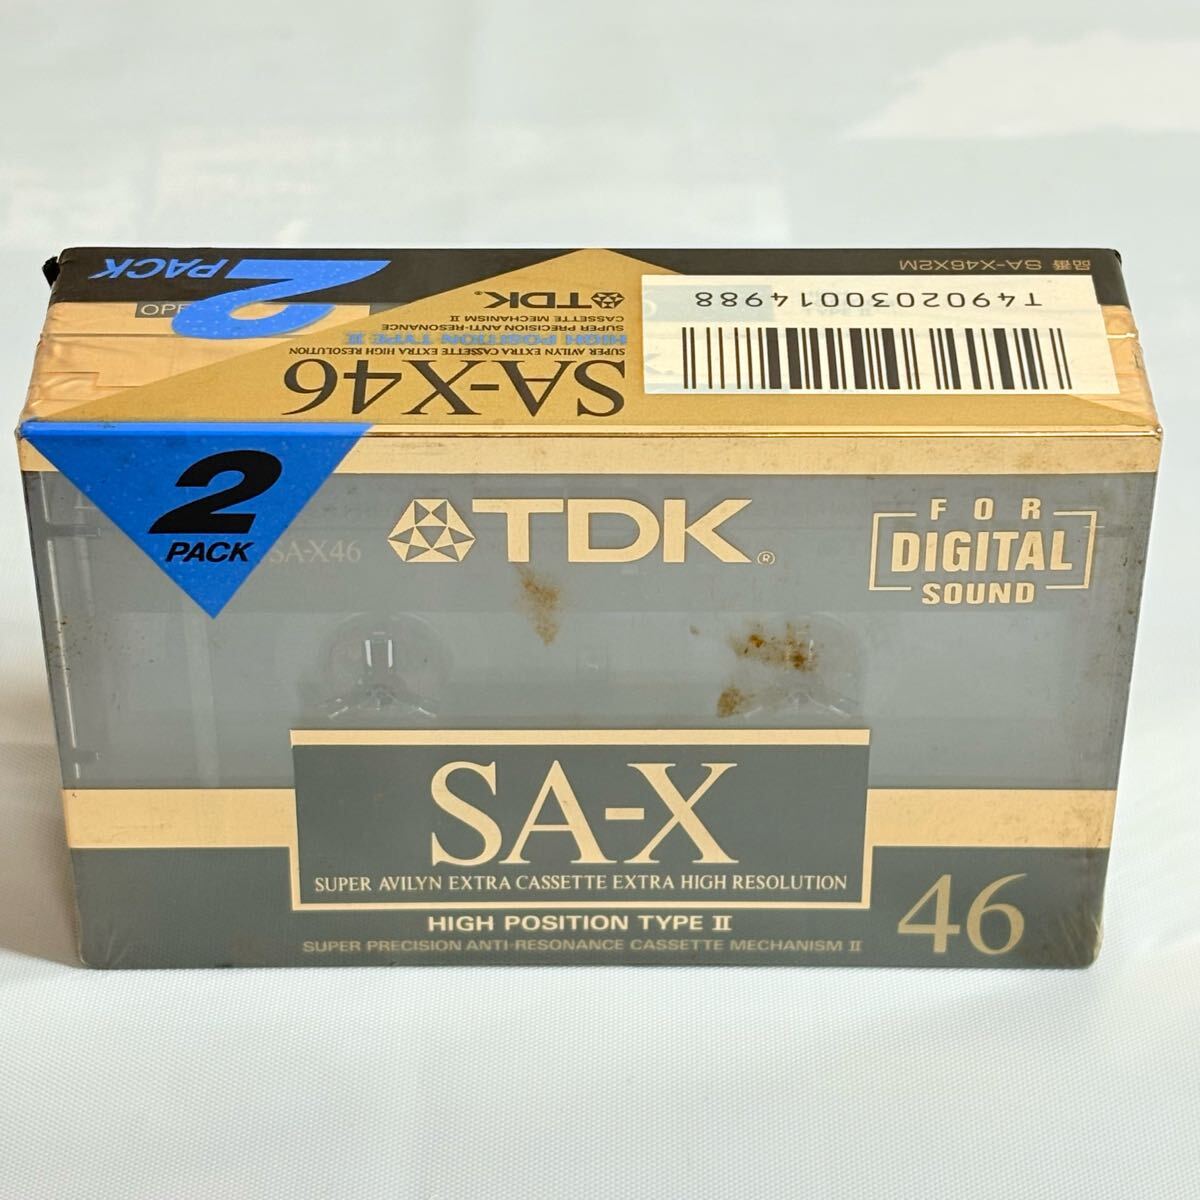 2
PACK
品番 SA-X46X2M
T4902030014988
OPE
TDK®
CASSETTE MECHANISM II
SUPER PRECISION ANTI-RESONANCE
HIGH POSITION TYPE II
SUPER AVILYN EXTRA CASSETTE EXTRA HIGH RESOLUTION
SA-X46
2
PACK
SA-X46
TDK®
FOR
DIGITAL
SOUND
SA-X
SUPER AVILYN EXTRA CASSETTE EXTRA HIGH RESOLUTION
HIGH POSITION TYPE II
46
SUPER PRECISION ANTI-RESONANCE CASSETTE MECHANISM II